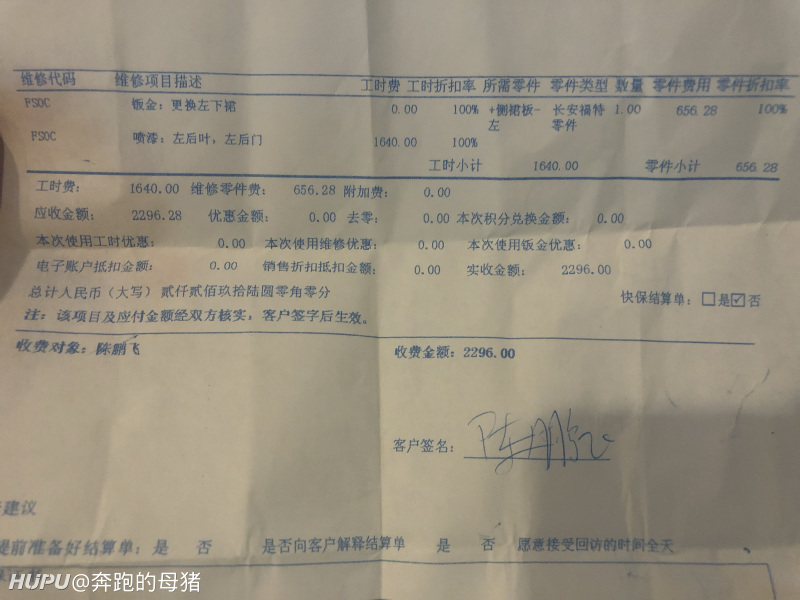 维修代码 维修项目描述 工时费 工时折扣率 所需零件 零件类型 数量 零件费用 零件折扣率
FSOC 钣金：更换左下裙 0.00 100% +侧裙板-左 长安福特零件 1.00 656.28 100%
FSOC 喷漆：左后叶，左后门 1640.00 100%
工时小计 1640.00 零件小计 656.28
工时费： 1640.00 维修零件费： 656.28 附加费： 0.00
应收金额： 2296.28 优惠金额： 0.00 去零： 0.00 本次积分兑换金额： 0.00
本次使用工时优惠： 0.00 本次使用维修优惠： 0.00 本次使用钣金优惠： 0.00
电子账户抵扣金额： 0.00 销售折扣抵扣金额： 0.00 实收金额： 2296.00
总计人民币（大写）贰仟贰佰玖拾陆圆零角零分 快保结算单：□是☑否
注：该项目及应付金额经双方核实，客户签字后生效。
收费对象：陈鹏飞 收费金额：2296.00
客户签名：陈鹏飞
建议
提前准备好结算单：是 否 是否向客户解释结算单 是 否 愿意接受回访的时间全天
HUPU@奔跑的母猪